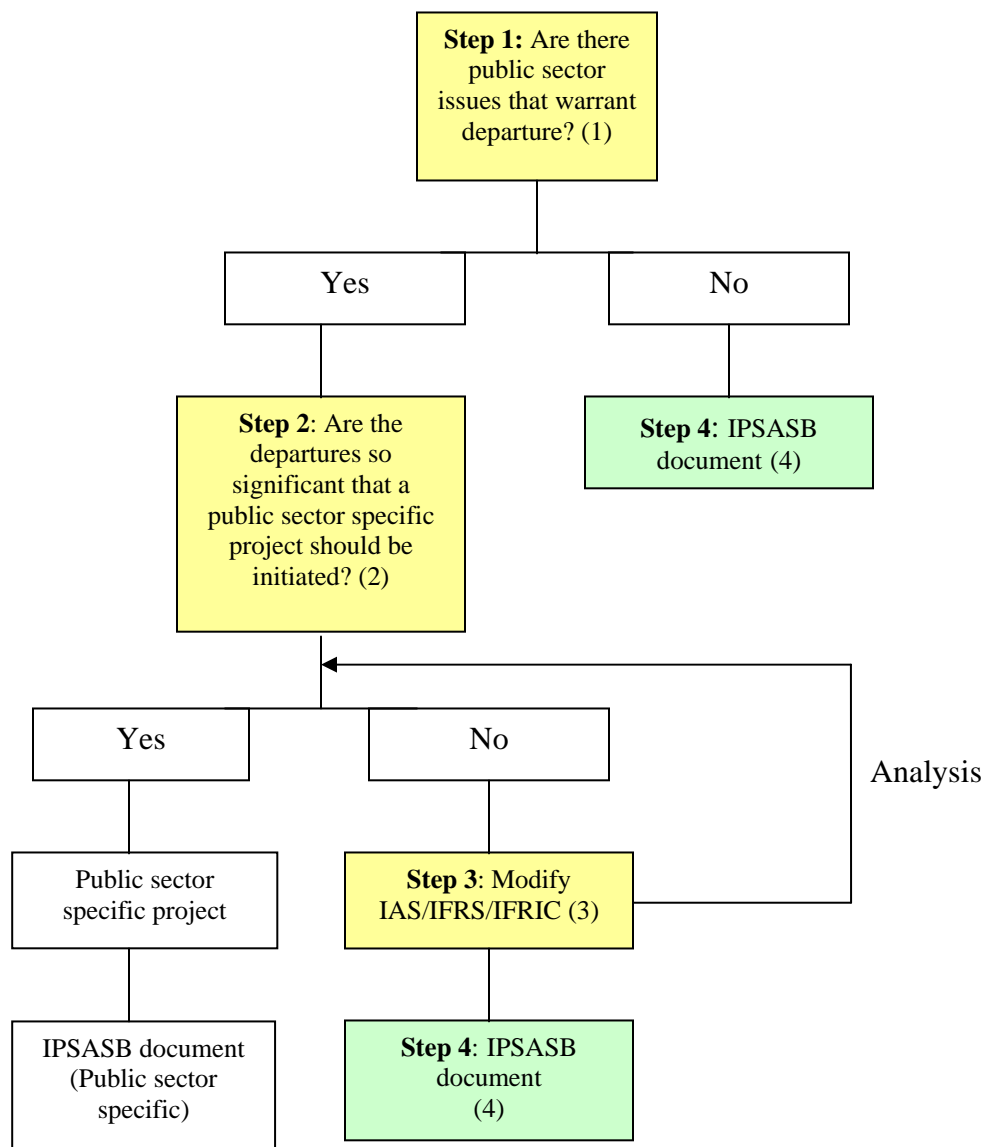 Step 1: Are there
public sector
issues that warrant
departure? (1)
Yes
No
Step 2: Are the
departures so
significant that a
public sector specific
project should be
initiated? (2)
Step 4: IPSASB
document (4)
Yes
No
Analysis
Public sector
specific project
Step 3: Modify
IAS/IFRS/IFRIC (3)
IPSASB document
(Public sector
specific)
Step 4: IPSASB
document
(4)